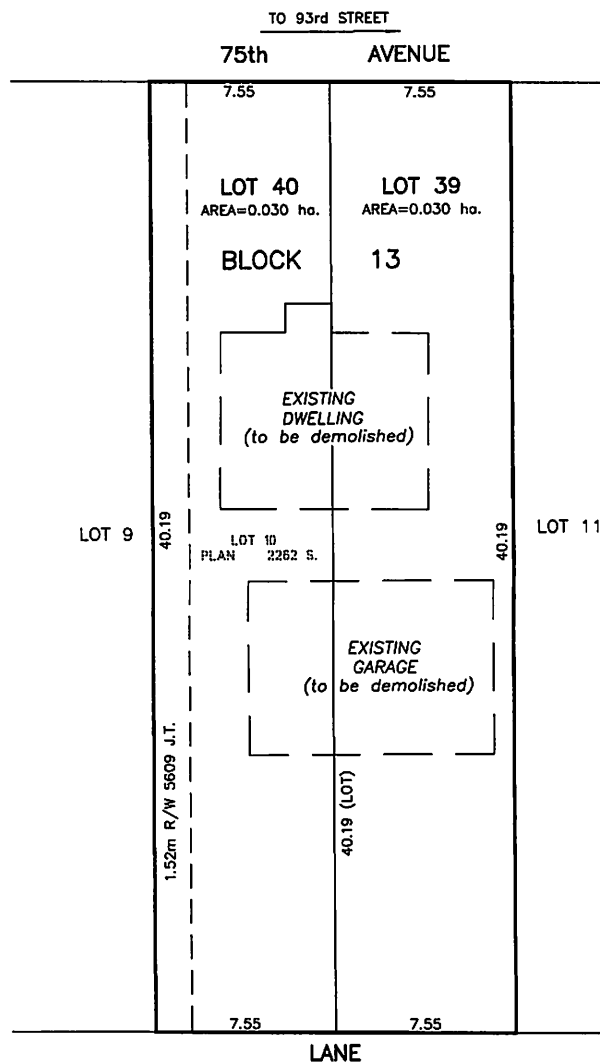 TO 93rd STREET
75th AVENUE
7.55 7.55
LOT 40 LOT 39
AREA=0.030 ha. AREA=0.030 ha.
BLOCK 13
EXISTING
DWELLING
(to be demolished)
LOT 9
40.19
LOT 10
PLAN 2262 S.
40.19
LOT 11
EXISTING
GARAGE
(to be demolished)
1.52m R/W 5609 J.T.
40.19 (LOT)
7.55 7.55
LANE